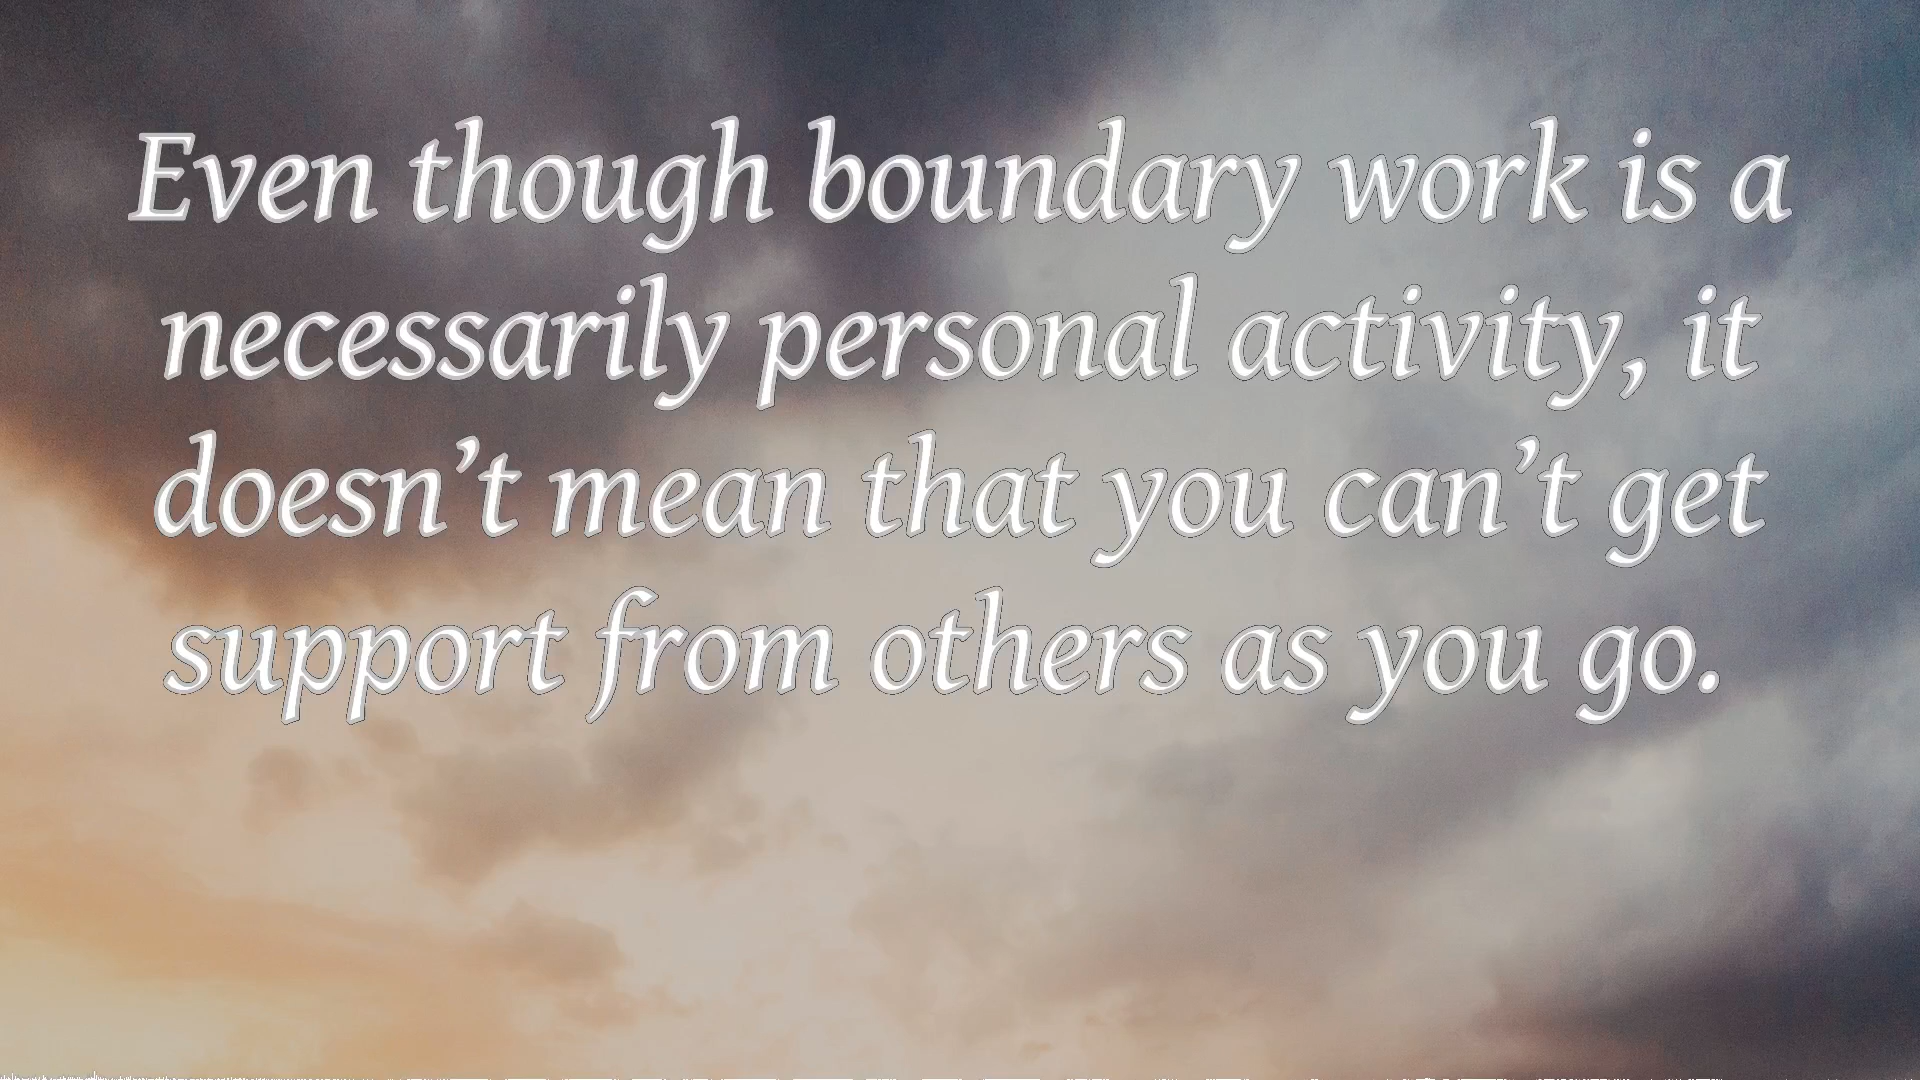 Even though boundary work is a
necessarily personal activity, it
doesn’t mean that you can’t get
support from others as you go.